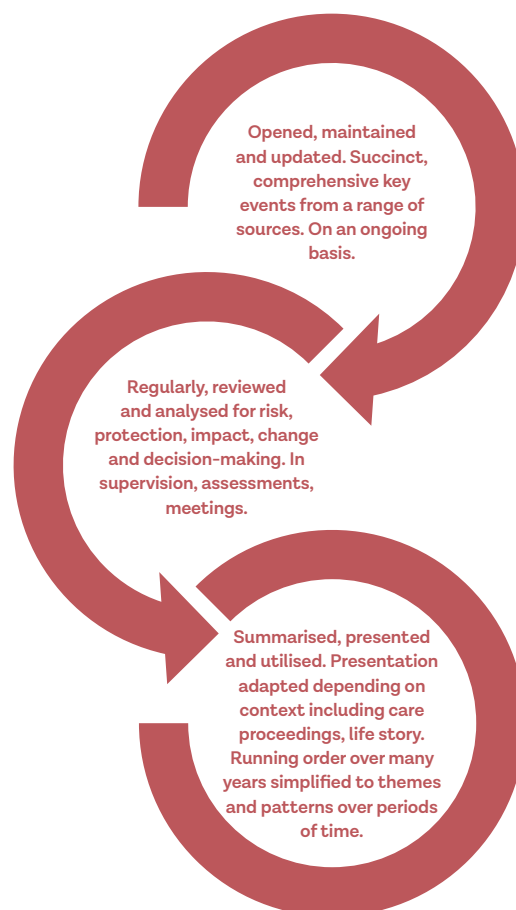 Opened, maintained
and updated. Succinct,
comprehensive key
events from a range of
sources. On an ongoing
basis.
Regularly, reviewed
and analysed for risk,
protection, impact, change
and decision-making. In
supervision, assessments,
meetings.
Summarised, presented
and utilised. Presentation
adapted depending on
context including care
proceedings, life story.
Running order over many
years simplified to themes
and patterns over periods
of time.